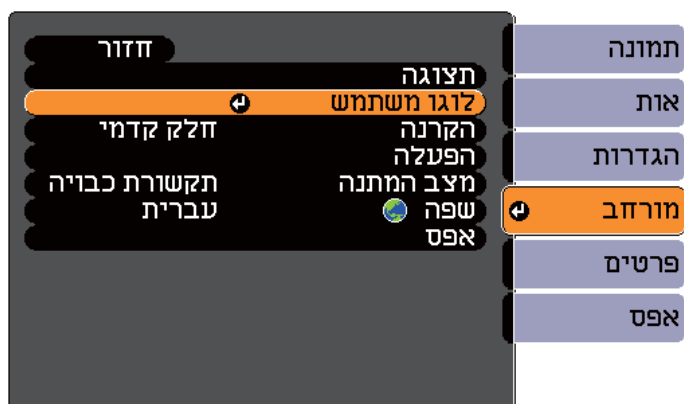 תמונה
אות
הגדרות
מורחב
פרטים
אפס
חזור
תצוגה
לוגו משתמש
הקרנה חלק קדמי
הפעלה
מצב המתנה תקשורת כבויה
שפה עברית
אפס